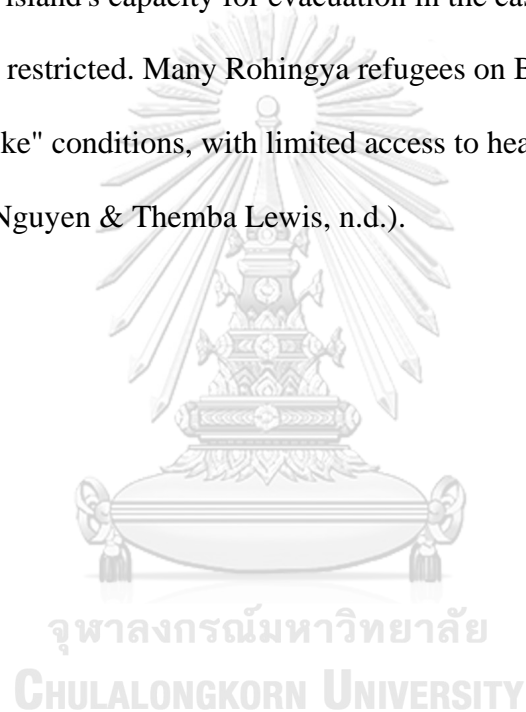 island's capacity for evacuation in the cas
restricted. Many Rohingya refugees on B
ke" conditions, with limited access to hea
Nguyen & Themba Lewis, n.d.).
จุฬาลงกรณ์มหาวิทยาลัย
CHULALONGKORN UNIVERSITY